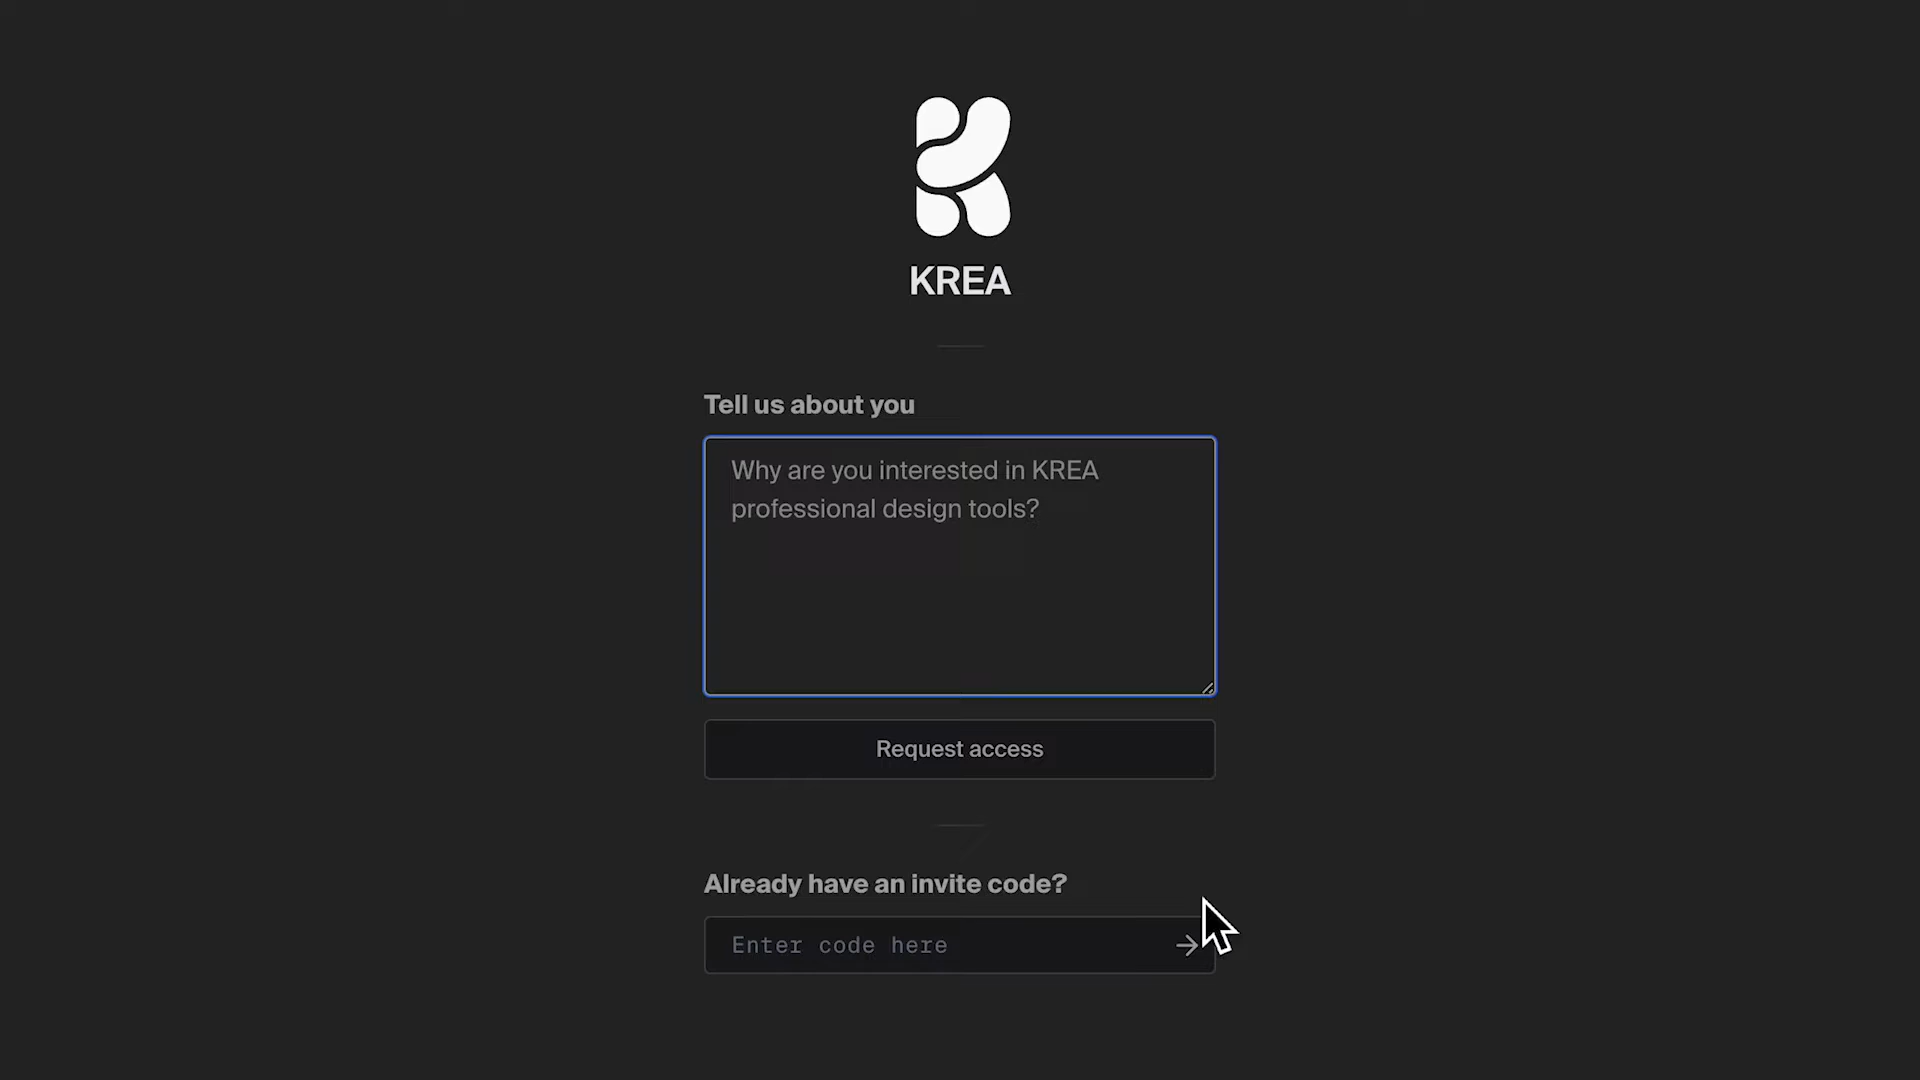 KREA
Tell us about you
Why are you interested in KREA
professional design tools?
Request access
Already have an invite code?
Enter code here